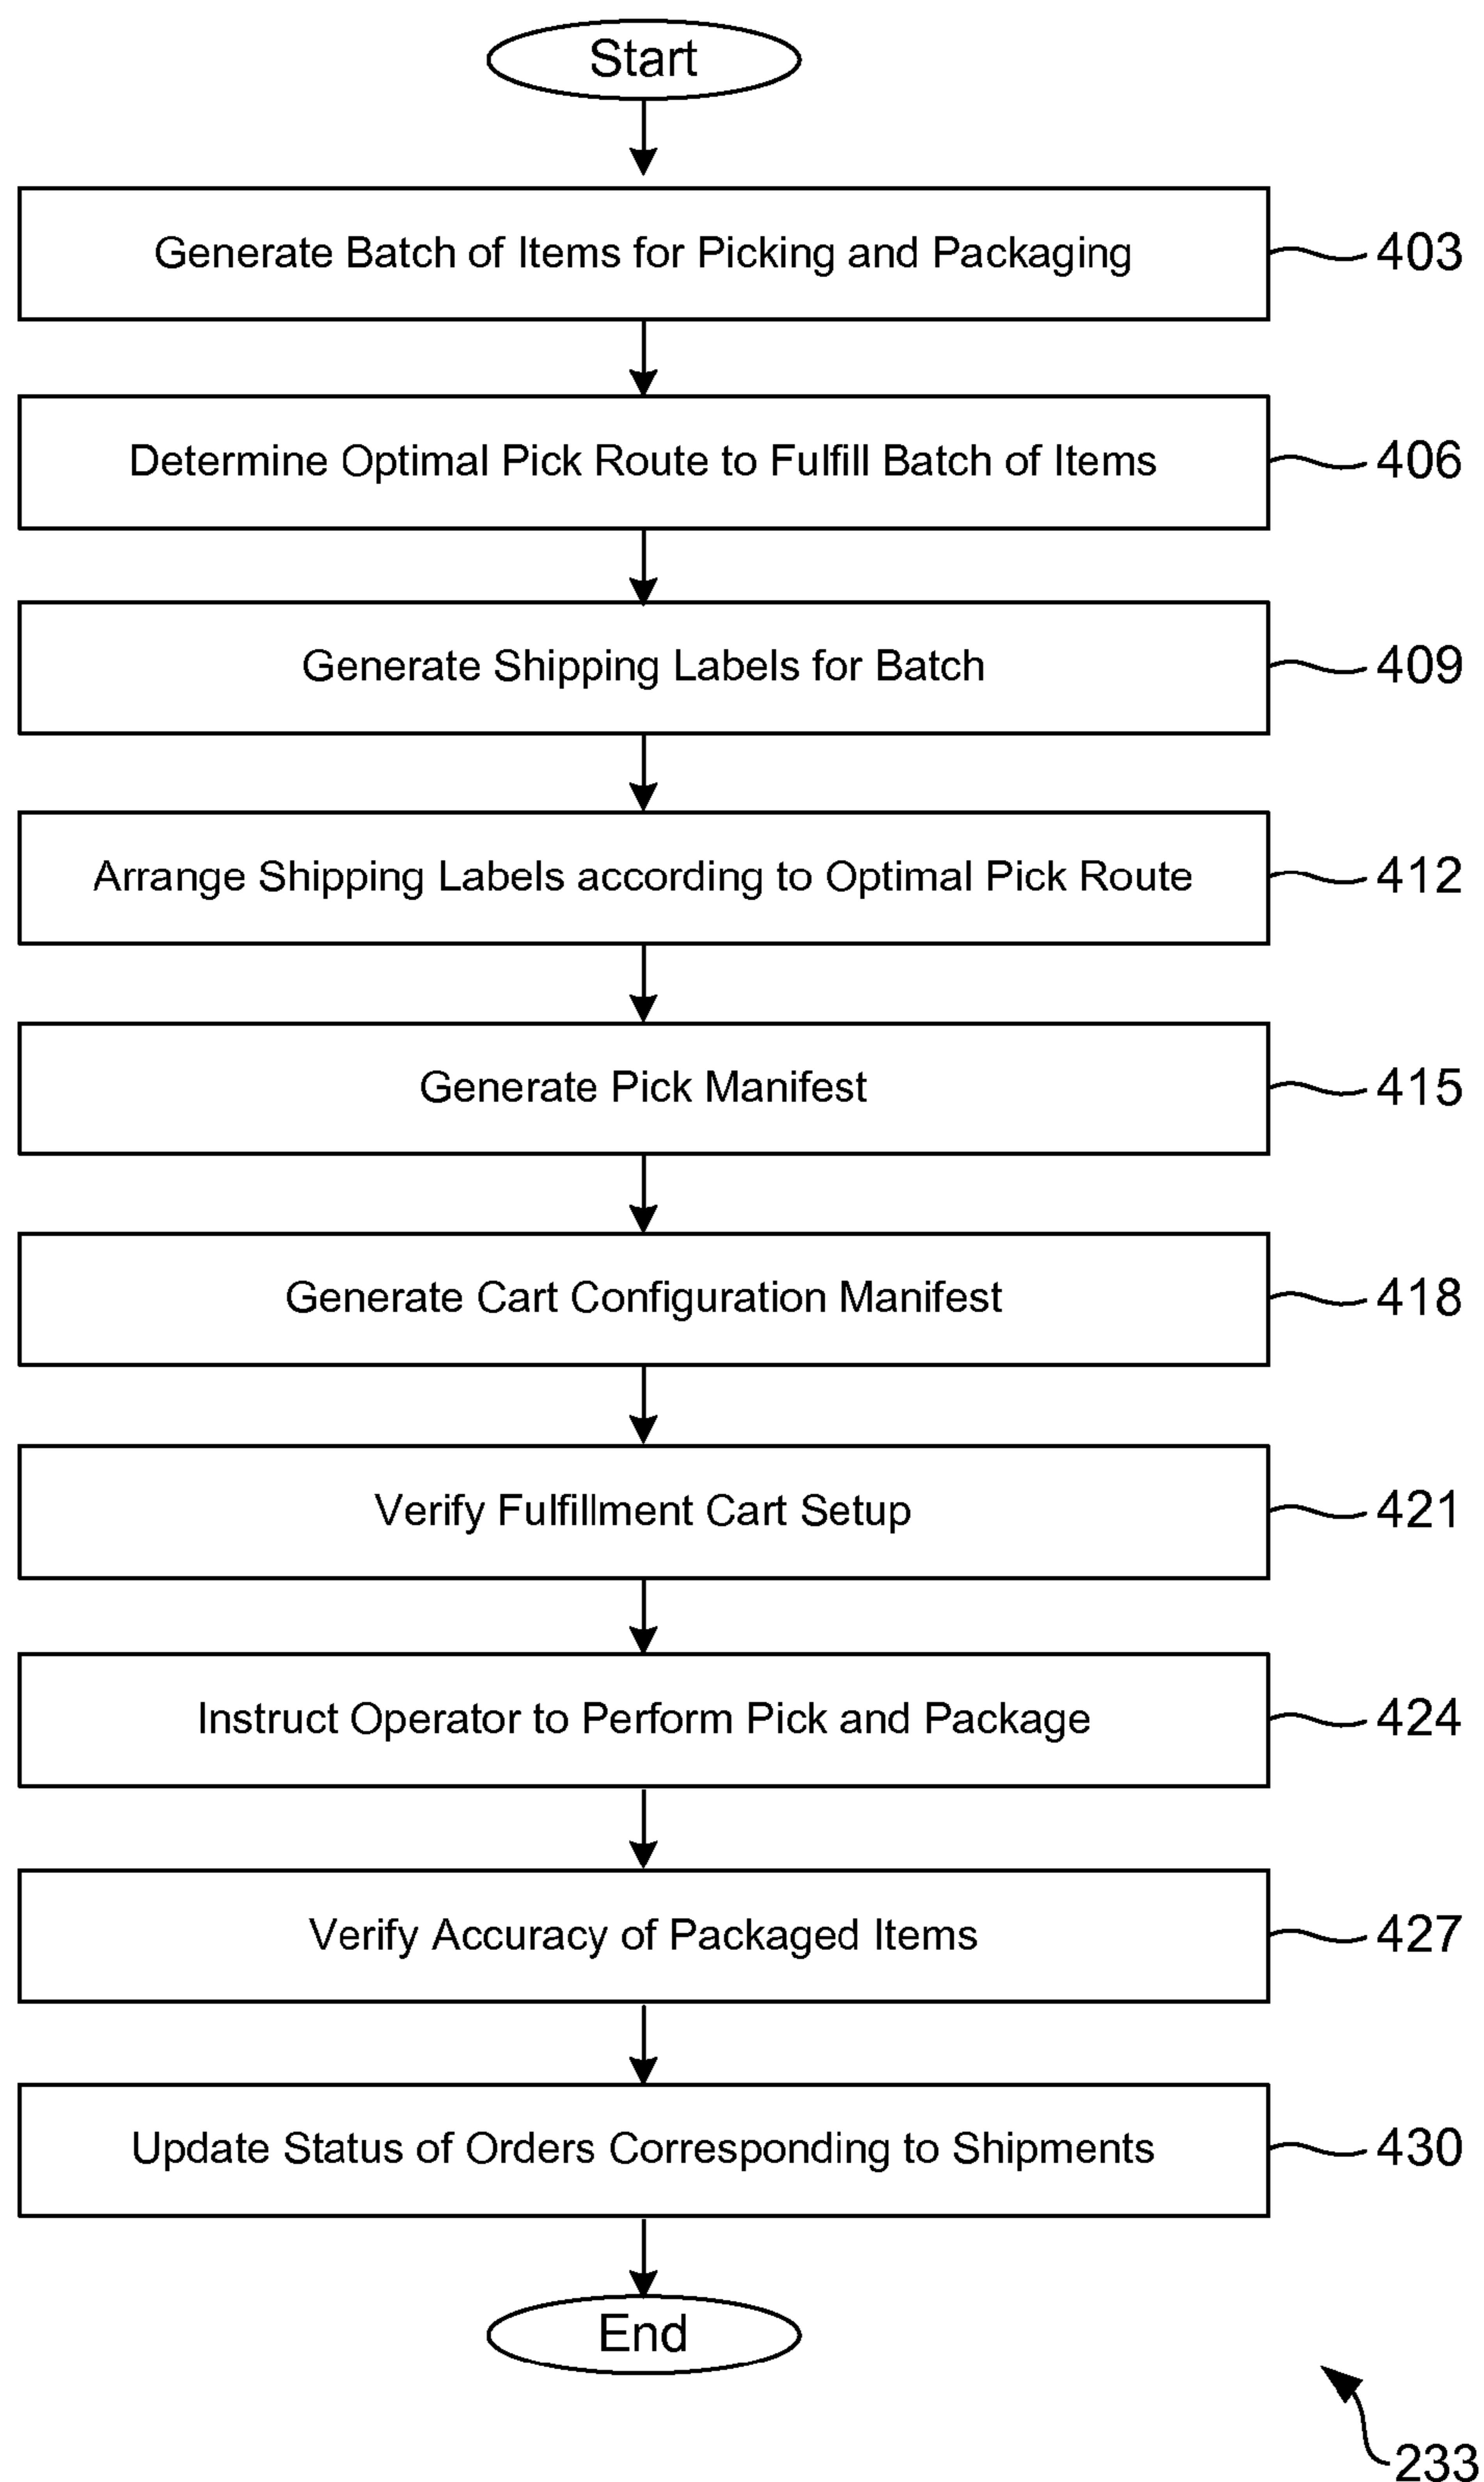 Start
Generate Batch of Items for Picking and Packaging 403
Determine Optimal Pick Route to Fulfill Batch of Items 406
Generate Shipping Labels for Batch 409
Arrange Shipping Labels according to Optimal Pick Route 412
Generate Pick Manifest 415
Generate Cart Configuration Manifest 418
Verify Fulfillment Cart Setup 421
Instruct Operator to Perform Pick and Package 424
Verify Accuracy of Packaged Items 427
Update Status of Orders Corresponding to Shipments 430
End
233